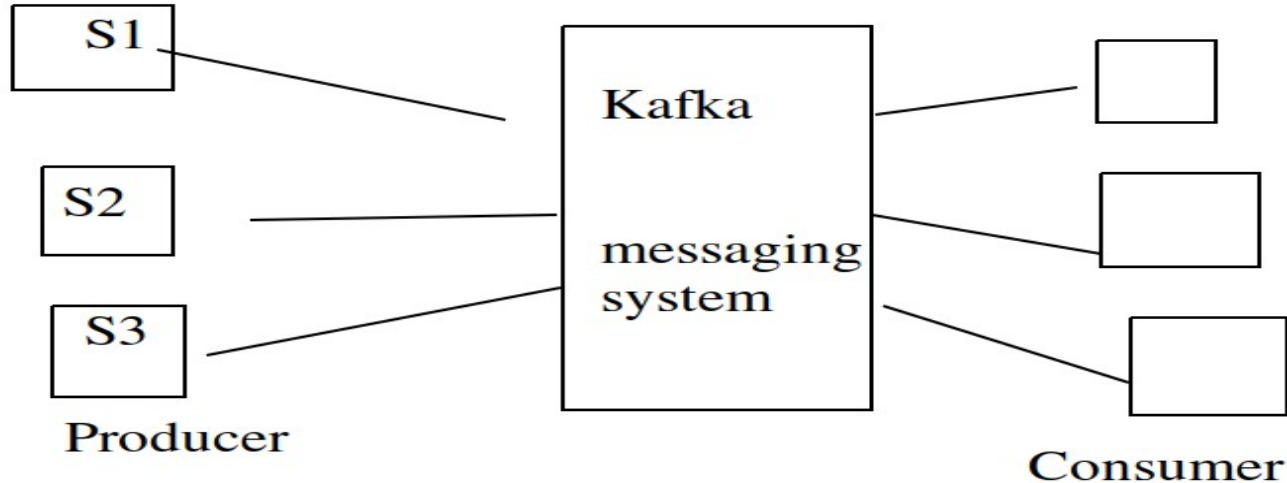 S1
S2
S3
Producer
Kafka
messaging
system
Consumer